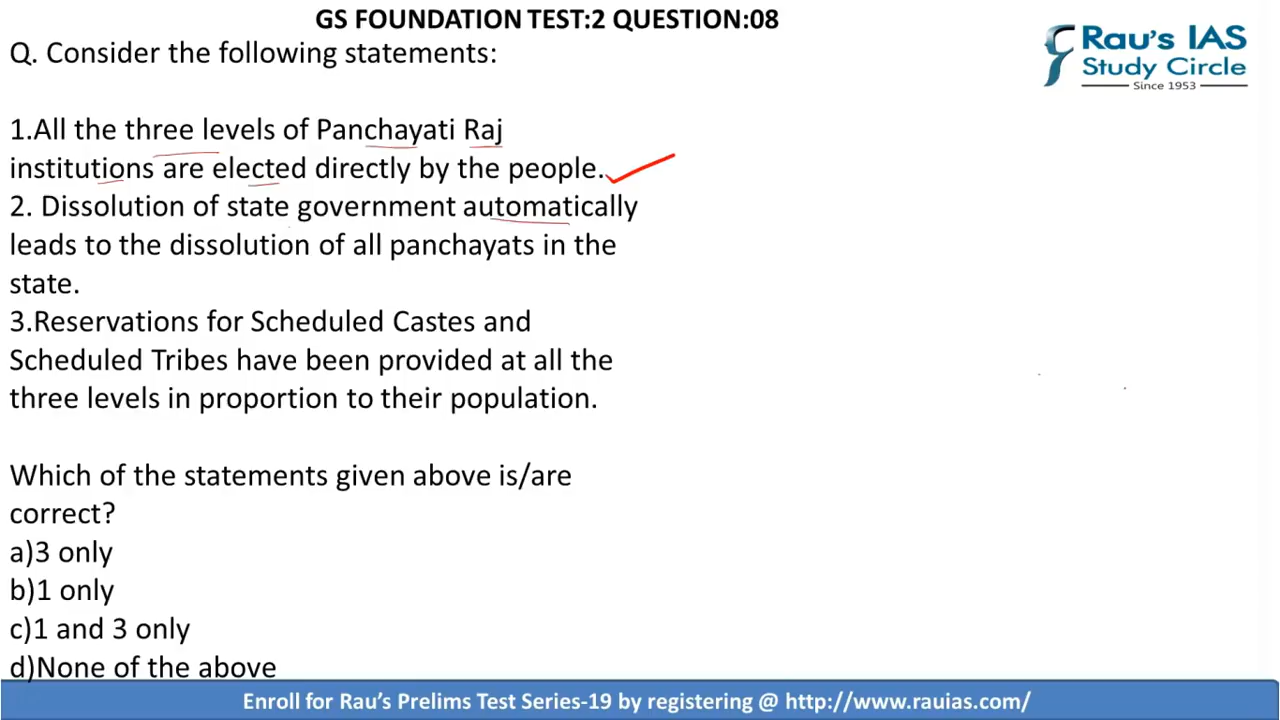 GS FOUNDATION TEST:2 QUESTION:08
Rau's IAS
Study Circle
Since 1953
Q. Consider the following statements:
1.All the three levels of Panchayati Raj
institutions are elected directly by the people.
2. Dissolution of state government automatically
leads to the dissolution of all panchayats in the
state.
3.Reservations for Scheduled Castes and
Scheduled Tribes have been provided at all the
three levels in proportion to their population.
Which of the statements given above is/are
correct?
a)3 only
b)1 only
c)1 and 3 only
d)None of the above
Enroll for Rau's Prelims Test Series-19 by registering @ http://www.rauias.com/